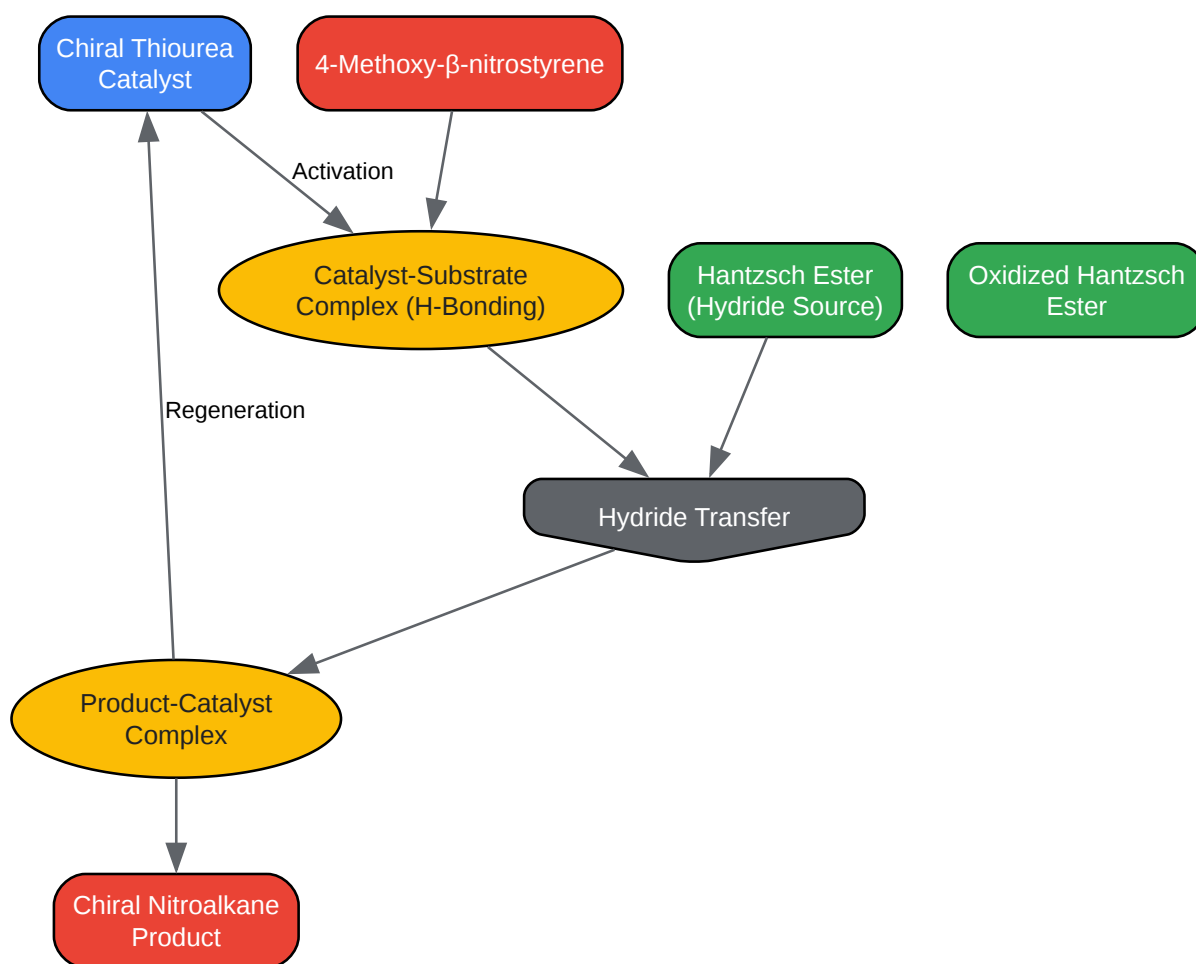 Chiral Thiourea
Catalyst
4-Methoxy-β-nitrostyrene
Activation
Catalyst-Substrate
Complex (H-Bonding)
Hantzsch Ester
(Hydride Source)
Oxidized Hantzsch
Ester
Regeneration
Hydride Transfer
Product-Catalyst
Complex
Chiral Nitroalkane
Product